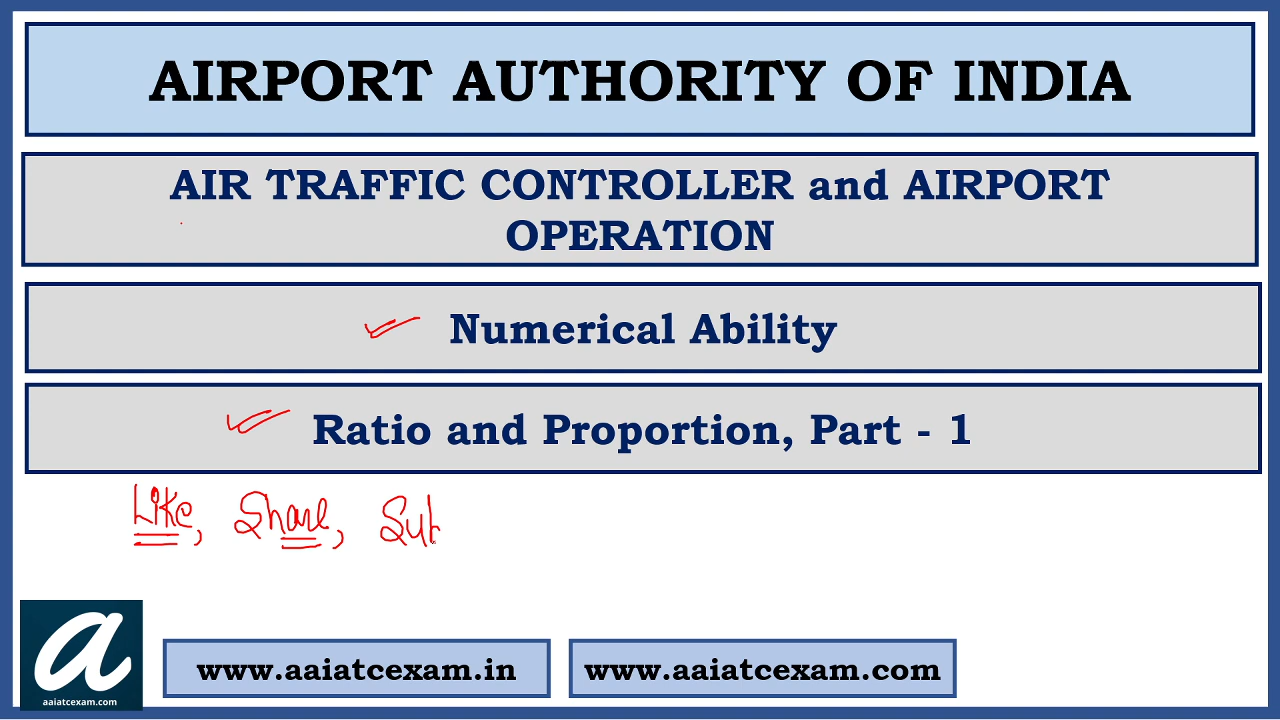 AIRPORT AUTHORITY OF INDIA
AIR TRAFFIC CONTROLLER and AIRPORT
OPERATION
Numerical Ability
Ratio and Proportion, Part - 1
Like, Share, Sub
a
aaiatcexam.com
www.aaiatcexam.in
www.aaiatcexam.com